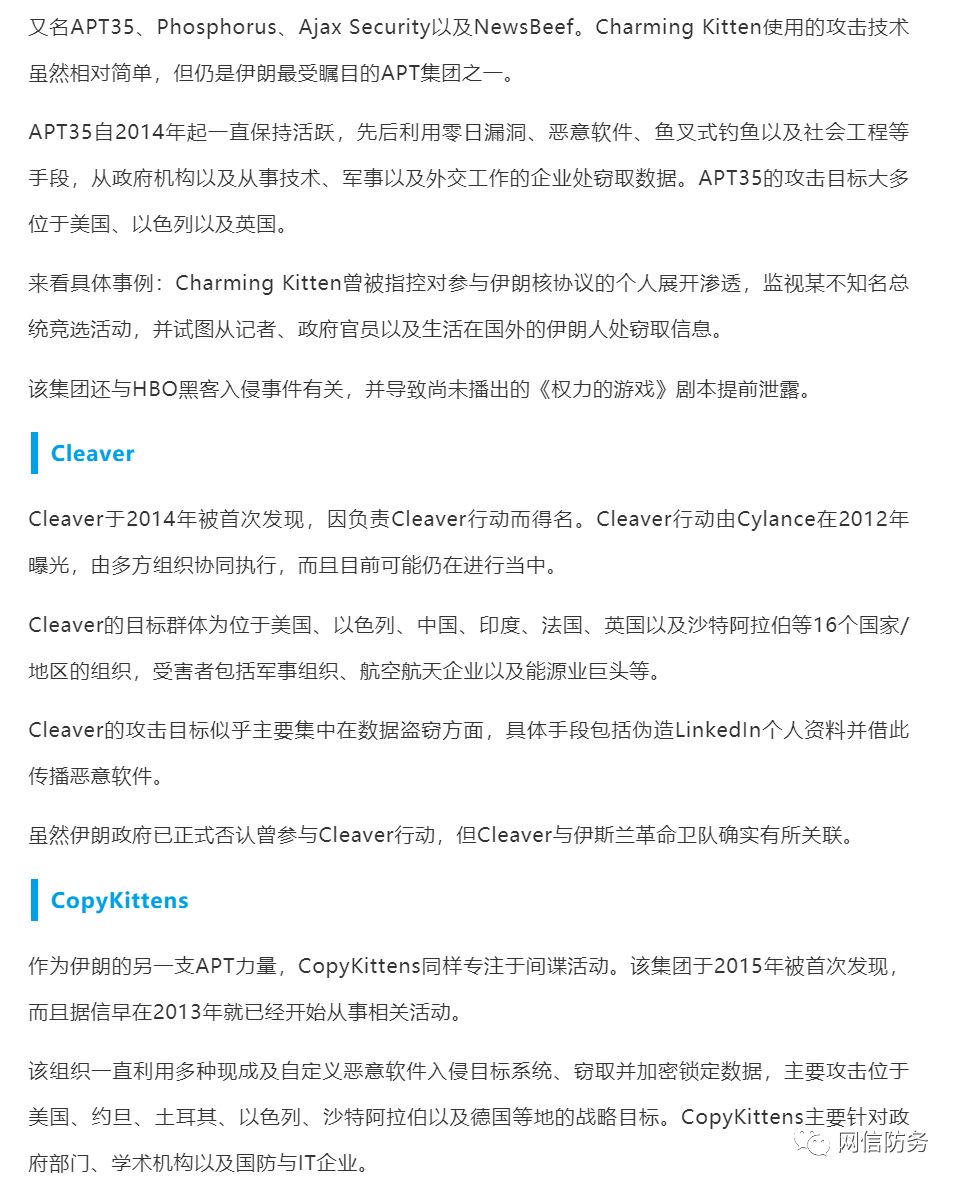 又名APT35、Phosphorus、Ajax Security以及NewsBeef。Charming Kitten使用的攻击技术
虽然相对简单，但仍是伊朗最受瞩目的APT集团之一。
APT35自2014年起一直保持活跃，先后利用零日漏洞、恶意软件、鱼叉式钓鱼以及社会工程等
手段，从政府机构以及从事技术、军事以及外交工作的企业处窃取数据。APT35的攻击目标大多
位于美国、以色列以及英国。
来看具体事例：Charming Kitten曾被指控对参与伊朗核协议的个人展开渗透，监视某不知名总
统竞选活动，并试图从记者、政府官员以及生活在国外的伊朗人处窃取信息。
该集团还与HBO黑客入侵事件有关，并导致尚未播出的《权力的游戏》剧本提前泄露。
Cleaver
Cleaver于2014年被首次发现，因负责Cleaver行动而得名。Cleaver行动由Cylance在2012年
曝光，由多方组织协同执行，而且目前可能仍在进行当中。
Cleaver的目标群体为位于美国、以色列、中国、印度、法国、英国以及沙特阿拉伯等16个国家/
地区的组织，受害者包括军事组织、航空航天企业以及能源业巨头等。
Cleaver的攻击目标似乎主要集中在数据盗窃方面，具体手段包括伪造LinkedIn个人资料并借此
传播恶意软件。
虽然伊朗政府已正式否认曾参与Cleaver行动，但Cleaver与伊斯兰革命卫队确实有所关联。
CopyKittens
作为伊朗的另一支APT力量，CopyKittens同样专注于间谍活动。该集团于2015年被首次发现，
而且据信早在2013年就已经开始从事相关活动。
该组织一直利用多种现成及自定义恶意软件入侵目标系统、窃取并加密锁定数据，主要攻击位于
美国、约旦、土耳其、以色列、沙特阿拉伯以及德国等地的战略目标。CopyKittens主要针对政
府部门、学术机构以及国防与IT企业。
网信防务